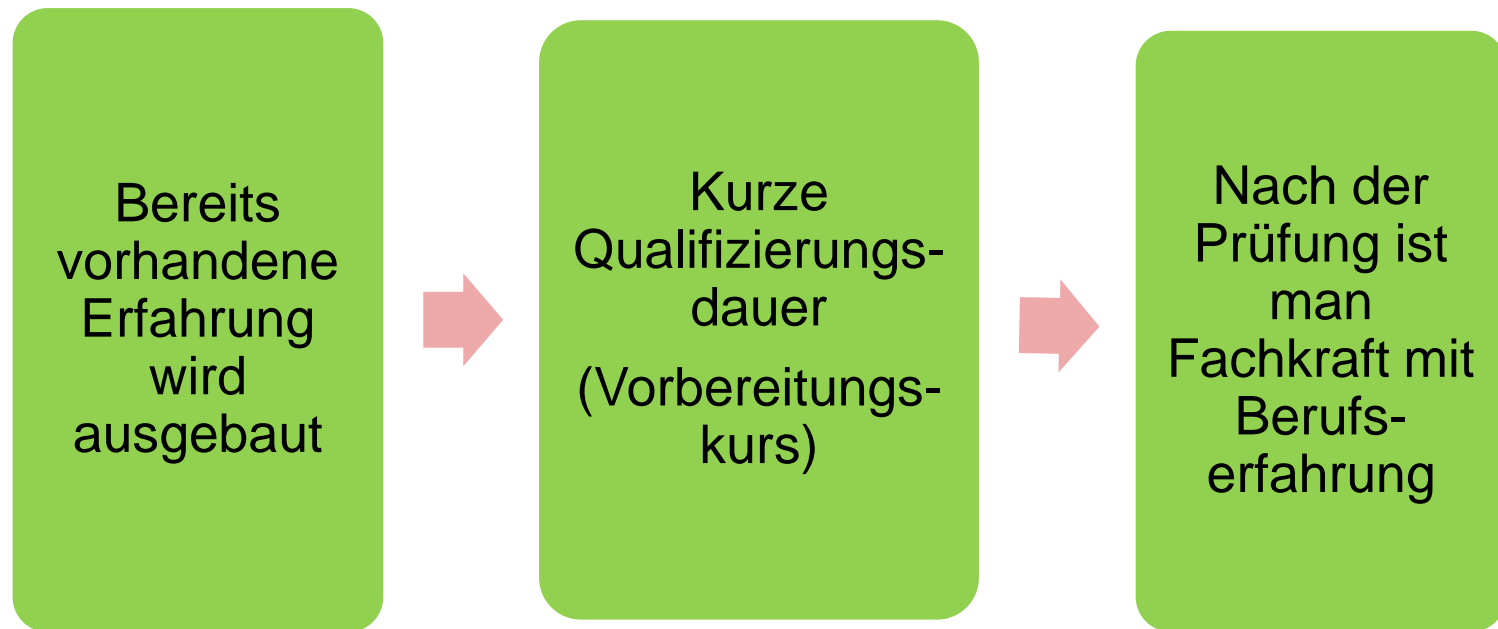 Bereits
vorhandene
Erfahrung
wird
ausgebaut
Kurze
Qualifizierungs-
dauer
(Vorbereitungs-
kurs)
Nach der
Prüfung ist
man
Fachkraft mit
Berufs-
erfahrung